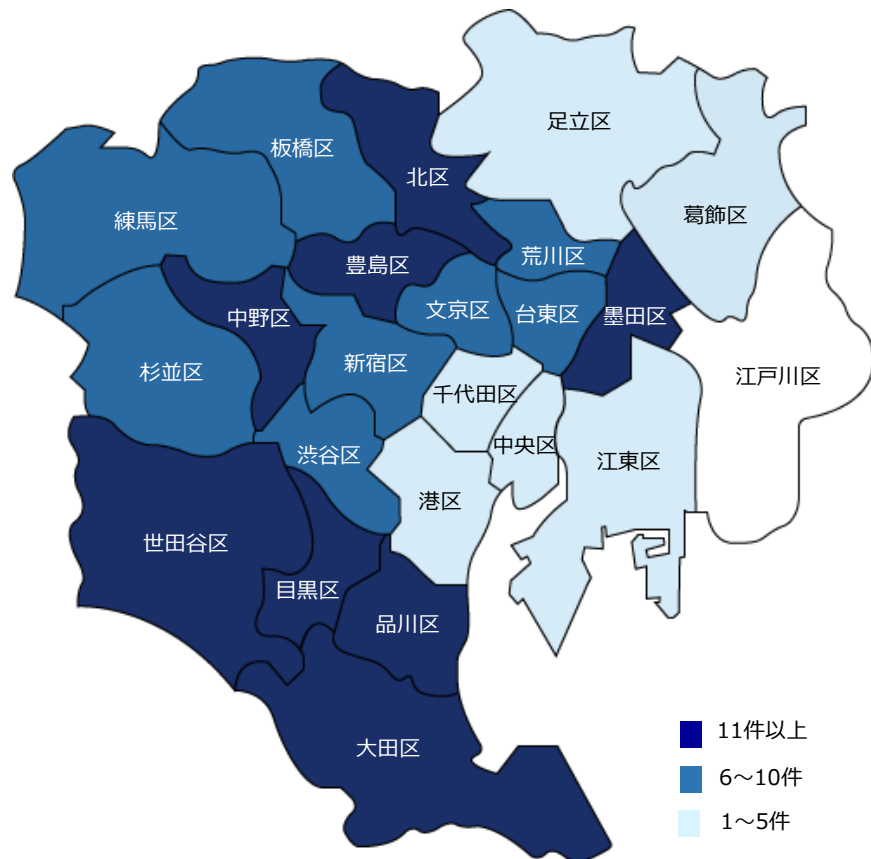 足立区
板橋区
北区
葛飾区
練馬区
荒川区
豊島区
文京区
台東区
墨田区
中野区
新宿区
杉並区
千代田区
江戸川区
中央区
渋谷区
江東区
港区
世田谷区
目黒区
品川区
大田区
11件以上
6～10件
1～5件